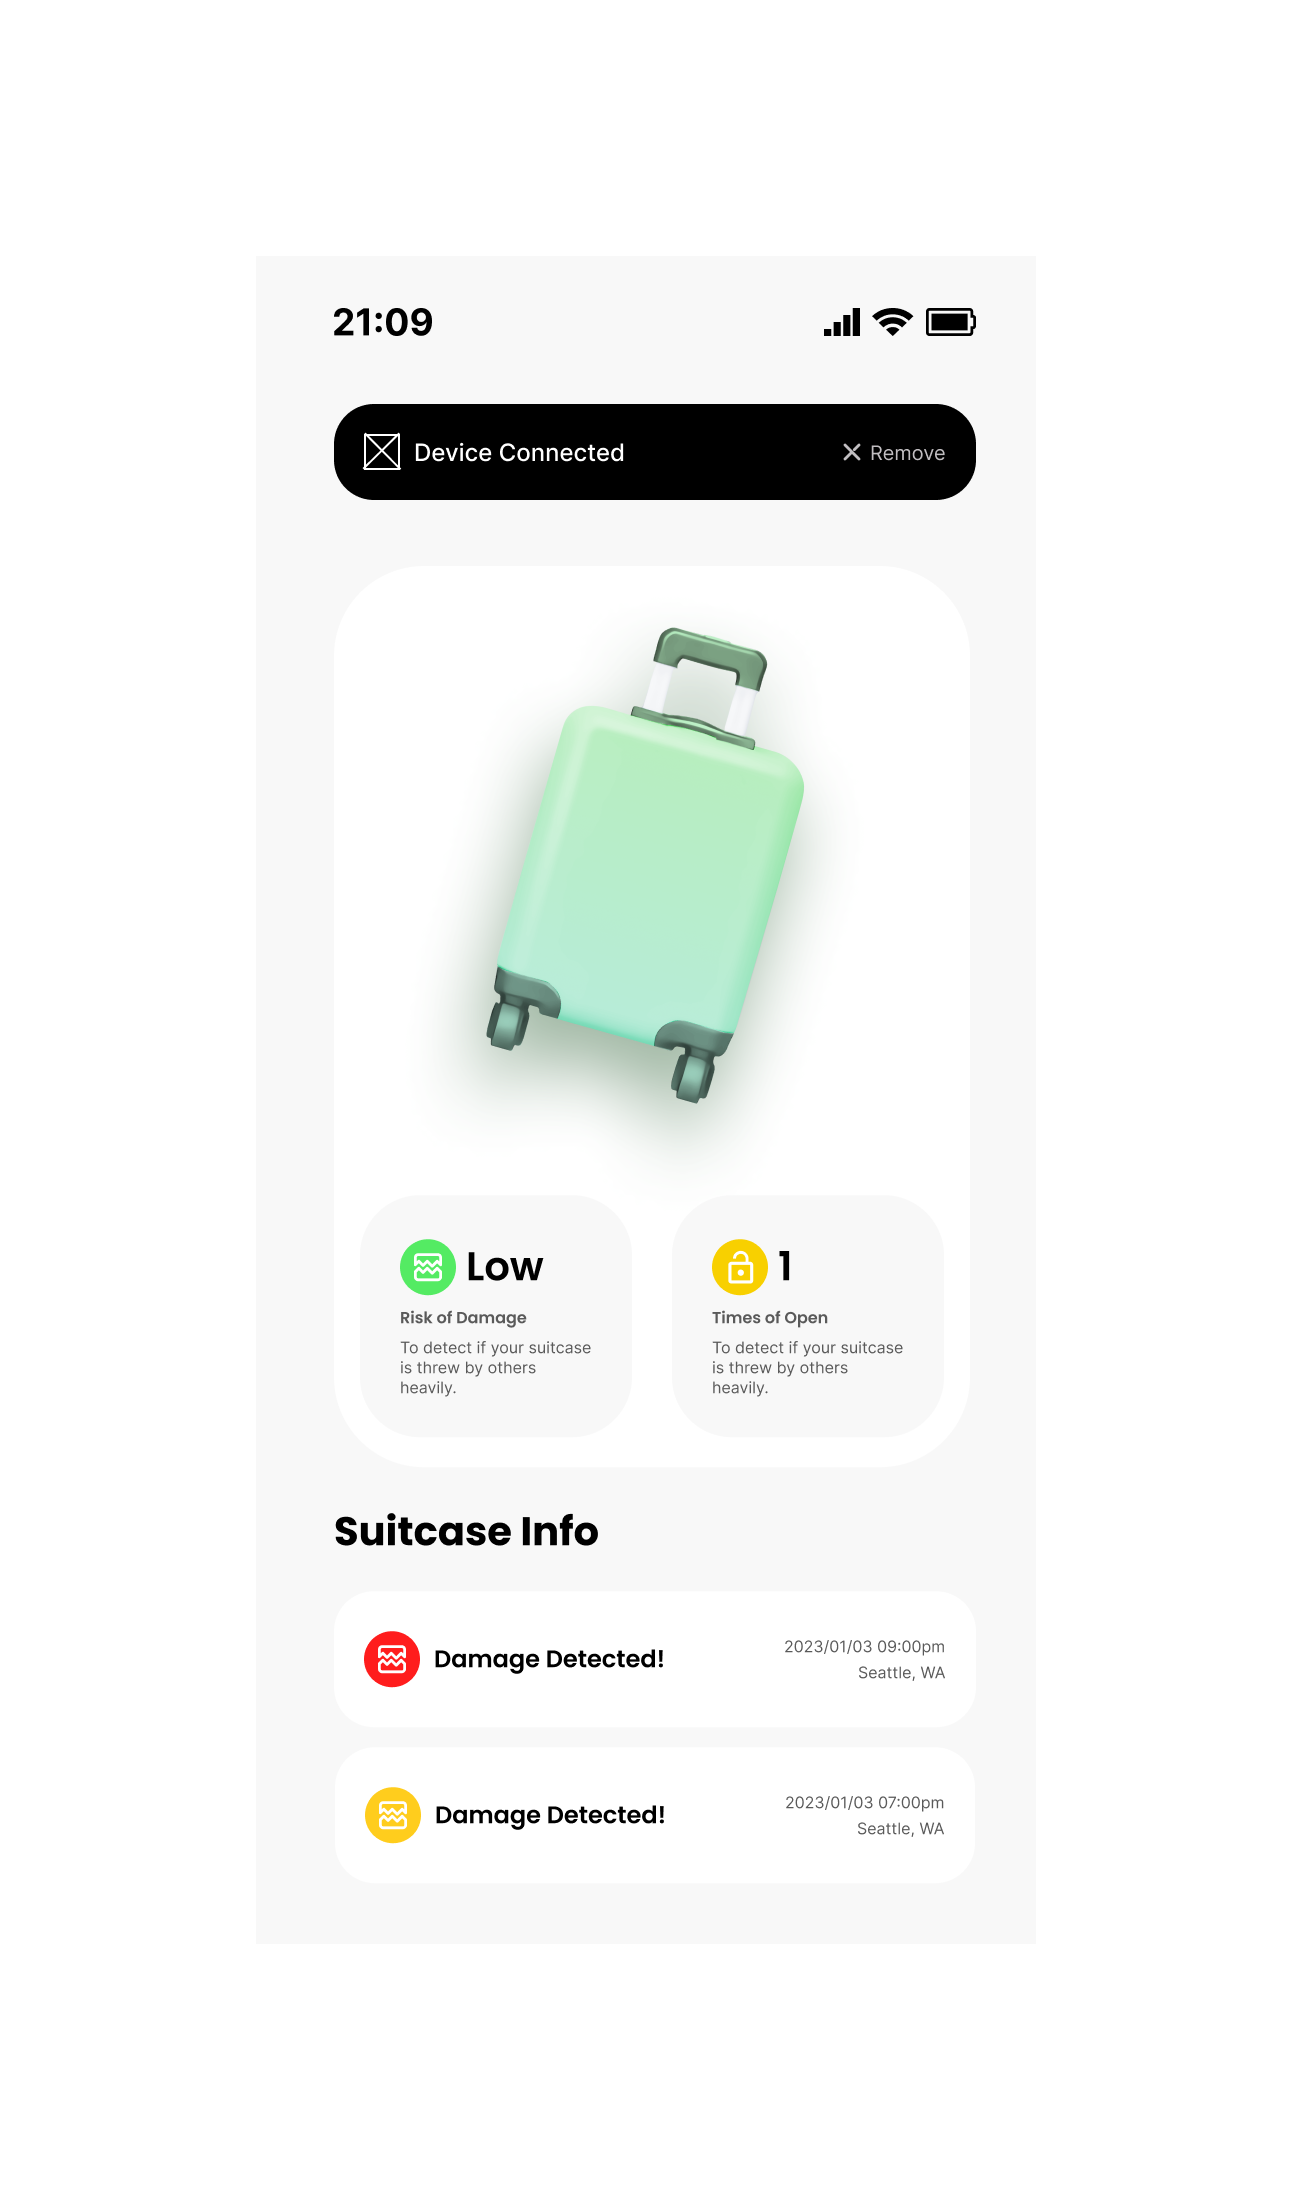 21:09
Device Connected
Remove
Low
Risk of Damage
To detect if your suitcase
is threw by others
heavily.
1
Times of Open
To detect if your suitcase
is threw by others
heavily.
Suitcase Info
Damage Detected!
2023/01/03 09:00pm
Seattle, WA
Damage Detected!
2023/01/03 07:00pm
Seattle, WA